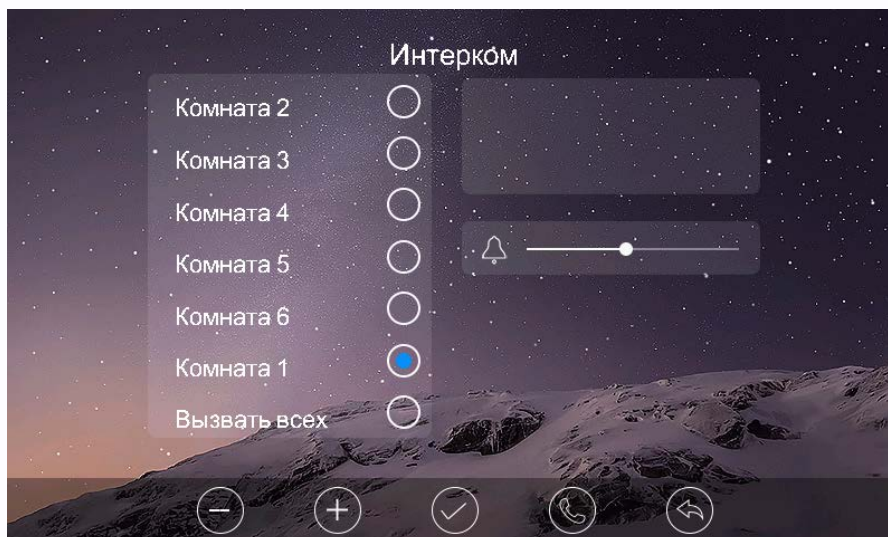 Интерком
Комната 2
Комната 3
Комната 4
Комната 5
Комната 6
Комната 1
Вызвать всех